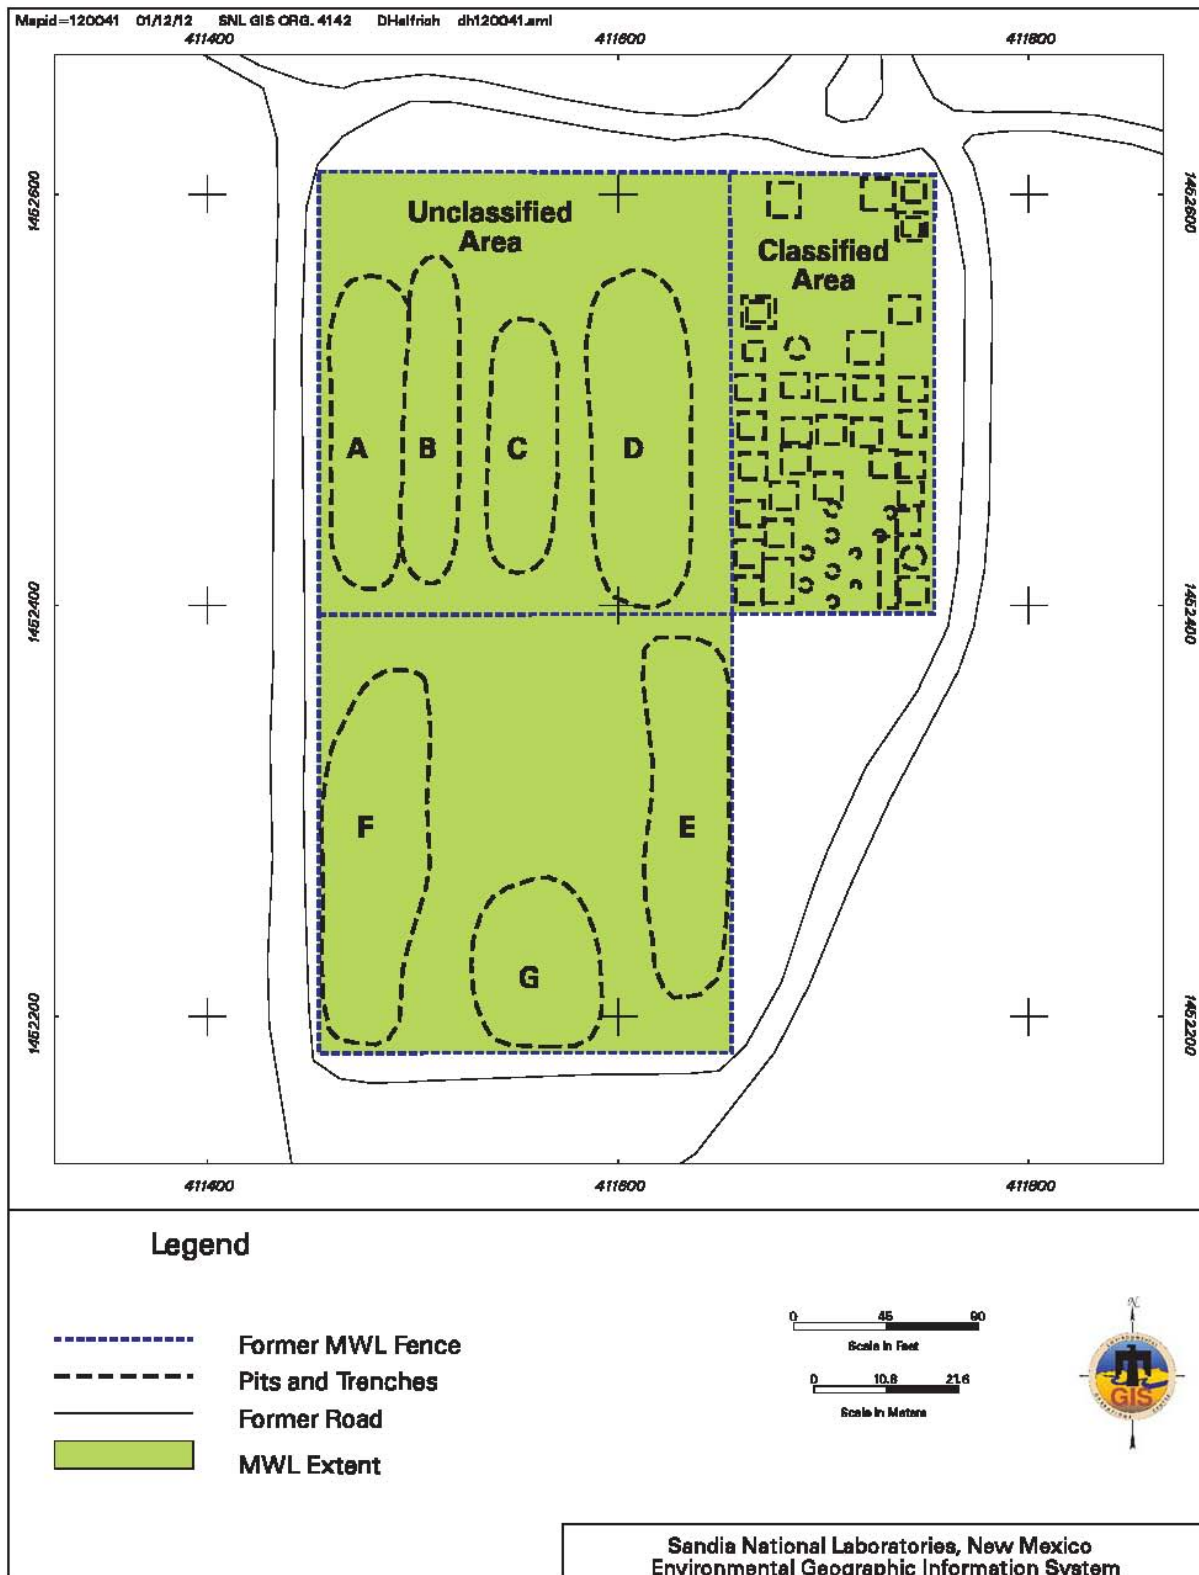 Mapid=120041 01/12/12 SNL GIS ORG. 4142 DHelfrich dh120041.aml
411400 411600 411800
1452600 1452600
Unclassified
Area
Classified
Area
A B C D
1452400 1452400
F E
G
1452200 1452200
411400 411600 411800
Legend
Former MWL Fence
Pits and Trenches
Former Road
MWL Extent
0 45 90
Scale in Feet
0 10.8 21.6
Scale in Meters
N
ENVIRONMENTAL
GIS
OPERATIONS CENTER
Sandia National Laboratories, New Mexico
Environmental Geographic Information System